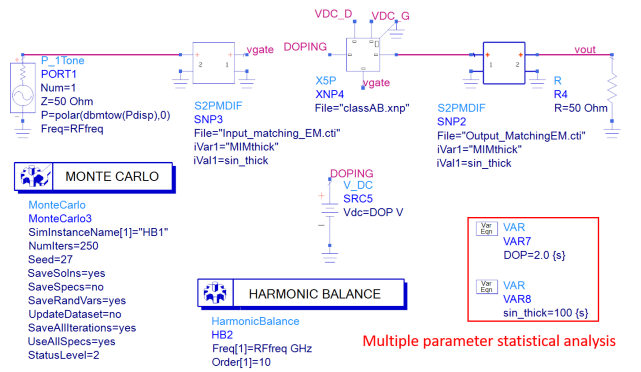 VDC_D
VDC_G
DOPING
vgate
vgate
vout
P_1Tone
PORT1
Num=1
Z=50 Ohm
P=polar(dbmtow(Pdisp),0)
Freq=RFfreq
1
2
S2PMDIF
SNP3
File="Input_matching_EM.cti"
iVar1="MIMthick"
iVal1=sin_thick
X5P
XNP4
File="classAB.xnp"
1
2
S2PMDIF
SNP2
File="Output_MatchingEM.cti"
iVar1="MIMthick"
iVal1=sin_thick
R
R4
R=50 Ohm
MONTE CARLO
MonteCarlo
MonteCarlo3
SimInstanceName[1]="HB1"
NumIters=250
Seed=27
SaveSolns=yes
SaveSpecs=no
SaveRandVars=yes
UpdateDataset=no
SaveAllIterations=yes
UseAllSpecs=yes
StatusLevel=2
DOPING
V_DC
SRC5
Vdc=DOP V
HARMONIC BALANCE
HarmonicBalance
HB2
Freq[1]=RFfreq GHz
Order[1]=10
Var
Eqn
VAR
VAR7
DOP=2.0 {s}
Var
Eqn
VAR
VAR8
sin_thick=100 {s}
Multiple parameter statistical analysis